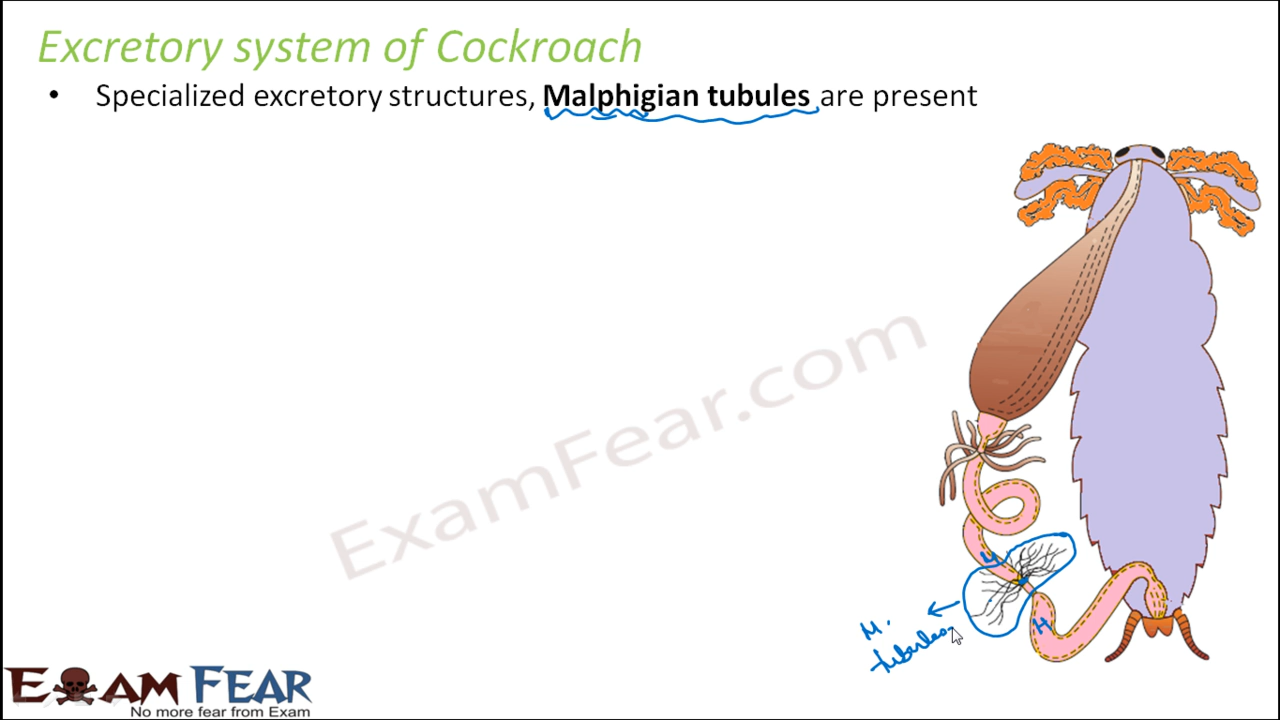 Excretory system of Cockroach
• Specialized excretory structures, Malphigian tubules are present
ExamFear.com
M
H
M.
tubules
EXAM FEAR
No more fear from Exam